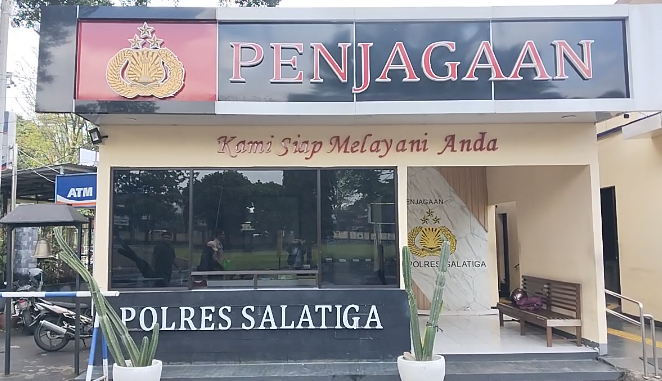 PENJAGAAN
Kami Siap Melayani Anda
ATM
PENJAGAAN
POLRES SALATIGA
POLRES SALATIGA